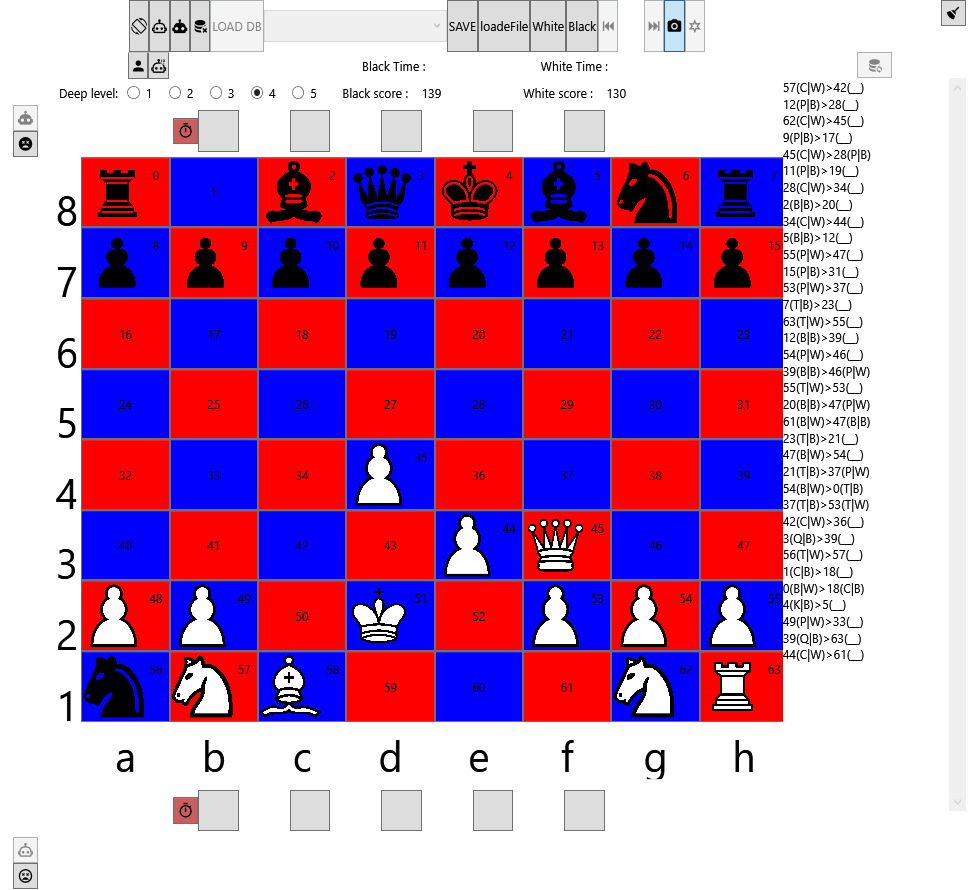 LOAD DB SAVE loadeFile White Black
Black Time : White Time :
Deep level: 1 2 3 4 5 Black score : 139 White score : 130
57(C|W)>42(__)
12(P|B)>28(__)
62(C|W)>45(__)
9(P|B)>17(__)
45(C|W)>28(P|B)
11(P|B)>19(__)
28(C|W)>34(__)
2(B|B)>20(__)
34(C|W)>44(__)
5(B|B)>12(__)
55(P|W)>47(__)
15(P|B)>31(__)
53(P|W)>37(__)
7(T|B)>23(__)
63(T|W)>55(__)
12(B|B)>39(__)
54(P|W)>46(__)
39(B|B)>46(P|W)
55(T|W)>53(__)
20(B|B)>47(P|W)
61(B|W)>47(B|B)
23(T|B)>21(__)
47(B|W)>54(__)
21(T|B)>37(P|W)
54(B|W)>0(T|B)
37(T|B)>53(T|W)
42(C|W)>36(__)
3(Q|B)>39(__)
56(T|W)>57(__)
1(C|B)>18(__)
0(B|W)>18(C|B)
4(K|B)>5(__)
49(P|W)>33(__)
39(Q|B)>63(__)
44(C|W)>61(__)
8 0 1 2 3 4 5 6 7
7 8 9 10 11 12 13 14 15
6 16 17 18 19 20 21 22 23
5 24 25 26 27 28 29 30 31
4 32 33 34 35 36 37 38 39
3 40 41 42 43 44 45 46 47
2 48 49 50 51 52 53 54 55
1 56 57 58 59 60 61 62 63
a b c d e f g h